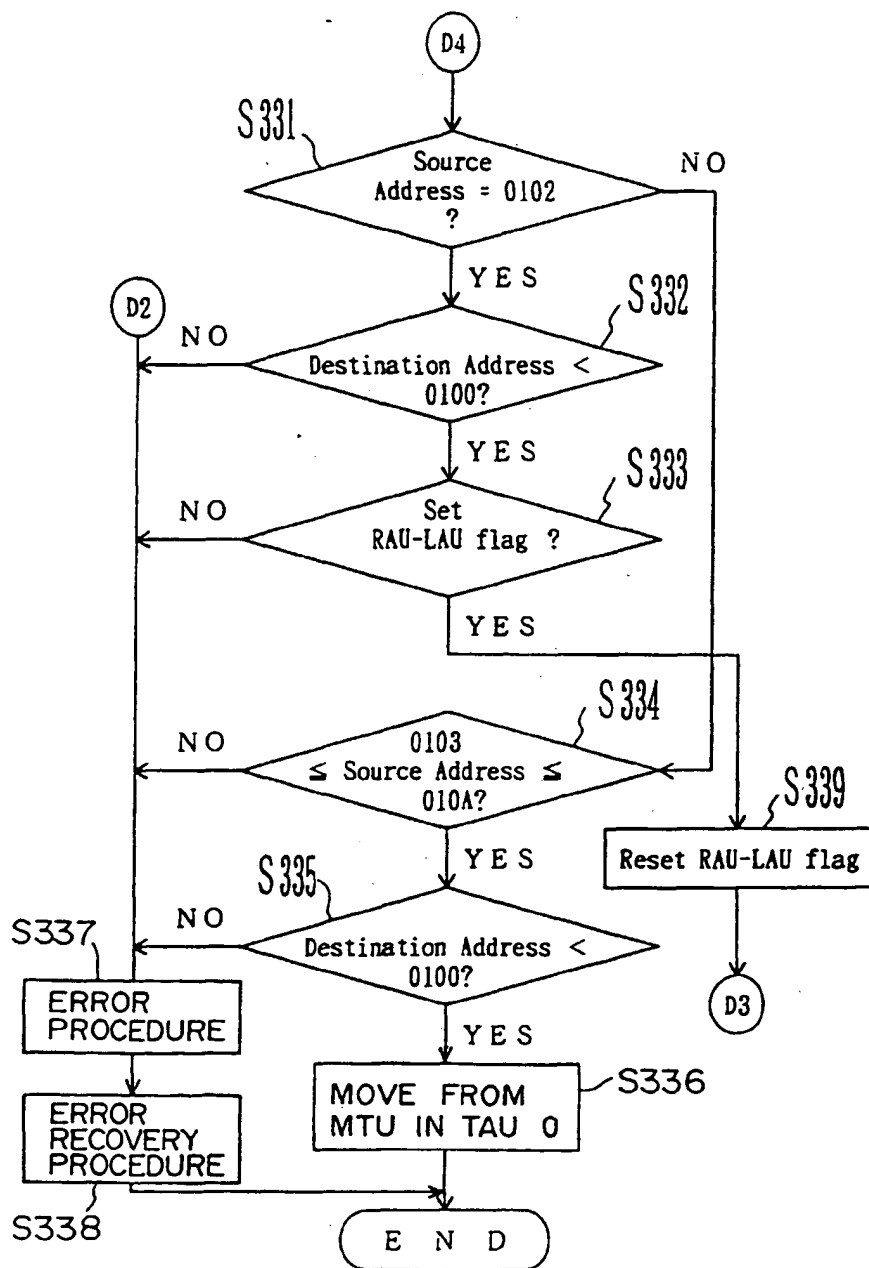 D4
S331
Source
Address = 0102
?
NO
YES
D2
S332
NO
Destination Address <
0100?
YES
S333
NO
Set
RAU-LAU flag ?
YES
S334
NO
0103
≦ Source Address ≦
010A?
S339
YES
Reset RAU-LAU flag
S335
NO
Destination Address <
0100?
S337
ERROR
PROCEDURE
D3
YES
S336
MOVE FROM
MTU IN TAU 0
ERROR
RECOVERY
PROCEDURE
S338
END